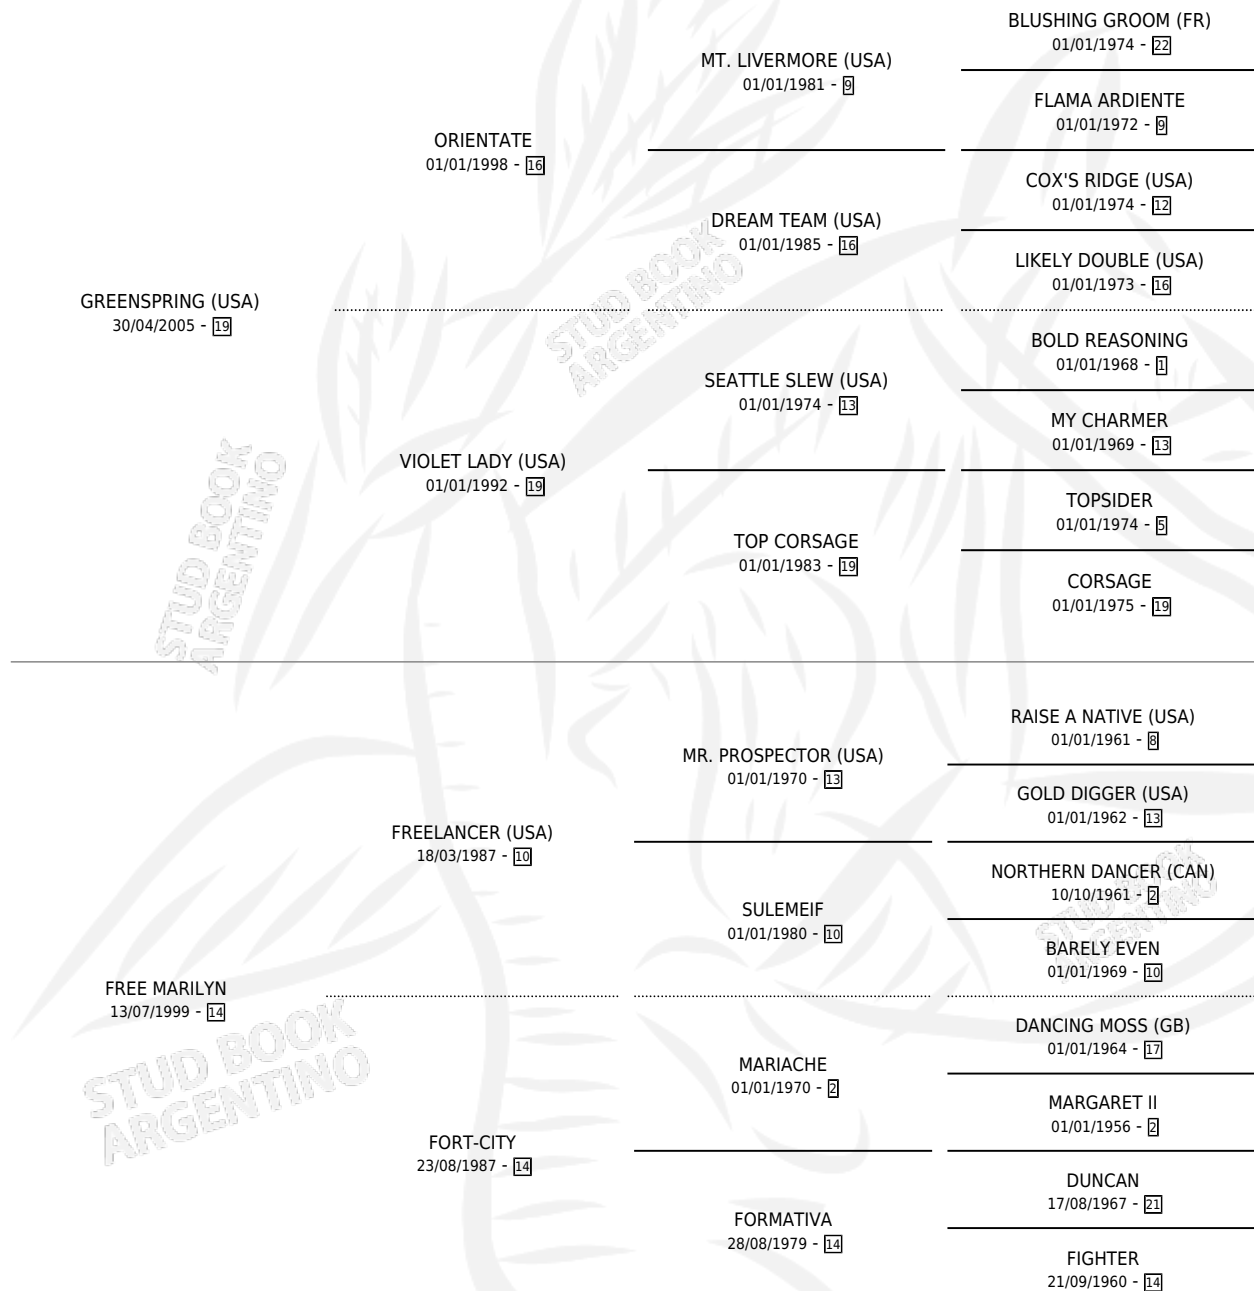 BLUSHING GROOM (FR)
01/01/1974 - 22
MT. LIVERMORE (USA)
01/01/1981 - 9
FLAMA ARDIENTE
01/01/1972 - 9
ORIENTATE
01/01/1998 - 16
COX'S RIDGE (USA)
01/01/1974 - 12
DREAM TEAM (USA)
01/01/1985 - 16
LIKELY DOUBLE (USA)
01/01/1973 - 16
GREENSPRING (USA)
30/04/2005 - 19
BOLD REASONING
01/01/1968 - 1
SEATTLE SLEW (USA)
01/01/1974 - 13
MY CHARMER
01/01/1969 - 13
VIOLET LADY (USA)
01/01/1992 - 19
TOPSIDER
01/01/1974 - 5
TOP CORSAGE
01/01/1983 - 19
CORSAGE
01/01/1975 - 19
RAISE A NATIVE (USA)
01/01/1961 - 8
MR. PROSPECTOR (USA)
01/01/1970 - 13
GOLD DIGGER (USA)
01/01/1962 - 13
FREELANCER (USA)
18/03/1987 - 10
NORTHERN DANCER (CAN)
10/10/1961 - 2
SULEMEIF
01/01/1980 - 10
BARELY EVEN
01/01/1969 - 10
FREE MARILYN
13/07/1999 - 14
DANCING MOSS (GB)
01/01/1964 - 17
MARIACHE
01/01/1970 - 2
MARGARET II
01/01/1956 - 2
FORT-CITY
23/08/1987 - 14
DUNCAN
17/08/1967 - 21
FORMATIVA
28/08/1979 - 14
FIGHTER
21/09/1960 - 14
STUD BOOK
ARGENTINO
STUD BOOK
ARGENTINO
STUD BOOK
ARGENTINO
STUD BOOK
ARGENTINO